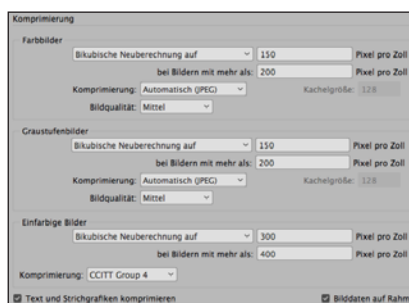 Komprimierung
Farbbilder
Bikubische Neuberechnung auf 150 Pixel pro Zoll
bei Bildern mit mehr als: 200 Pixel pro Zoll
Komprimierung: Automatisch (JPEG) Kachelgröße: 128
Bildqualität: Mittel
Graustufenbilder
Bikubische Neuberechnung auf 150 Pixel pro Zoll
bei Bildern mit mehr als: 200 Pixel pro Zoll
Komprimierung: Automatisch (JPEG) Kachelgröße: 128
Bildqualität: Mittel
Einfarbige Bilder
Bikubische Neuberechnung auf 300 Pixel pro Zoll
bei Bildern mit mehr als: 400 Pixel pro Zoll
Komprimierung: CCITT Group 4
Text und Strichgrafiken komprimieren Bilddaten auf Rahm